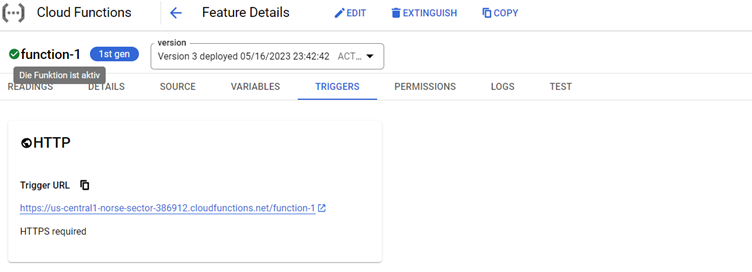 Cloud Functions
Feature Details
EDIT
EXTINGUISH
COPY
function-1
1st gen
version
Version 3 deployed 05/16/2023 23:42:42 ACT...
Die Funktion ist aktiv
READINGS
DETAILS
SOURCE
VARIABLES
TRIGGERS
PERMISSIONS
LOGS
TEST
HTTP
Trigger URL
https://us-central1-norse-sector-386912.cloudfunctions.net/function-1
HTTPS required